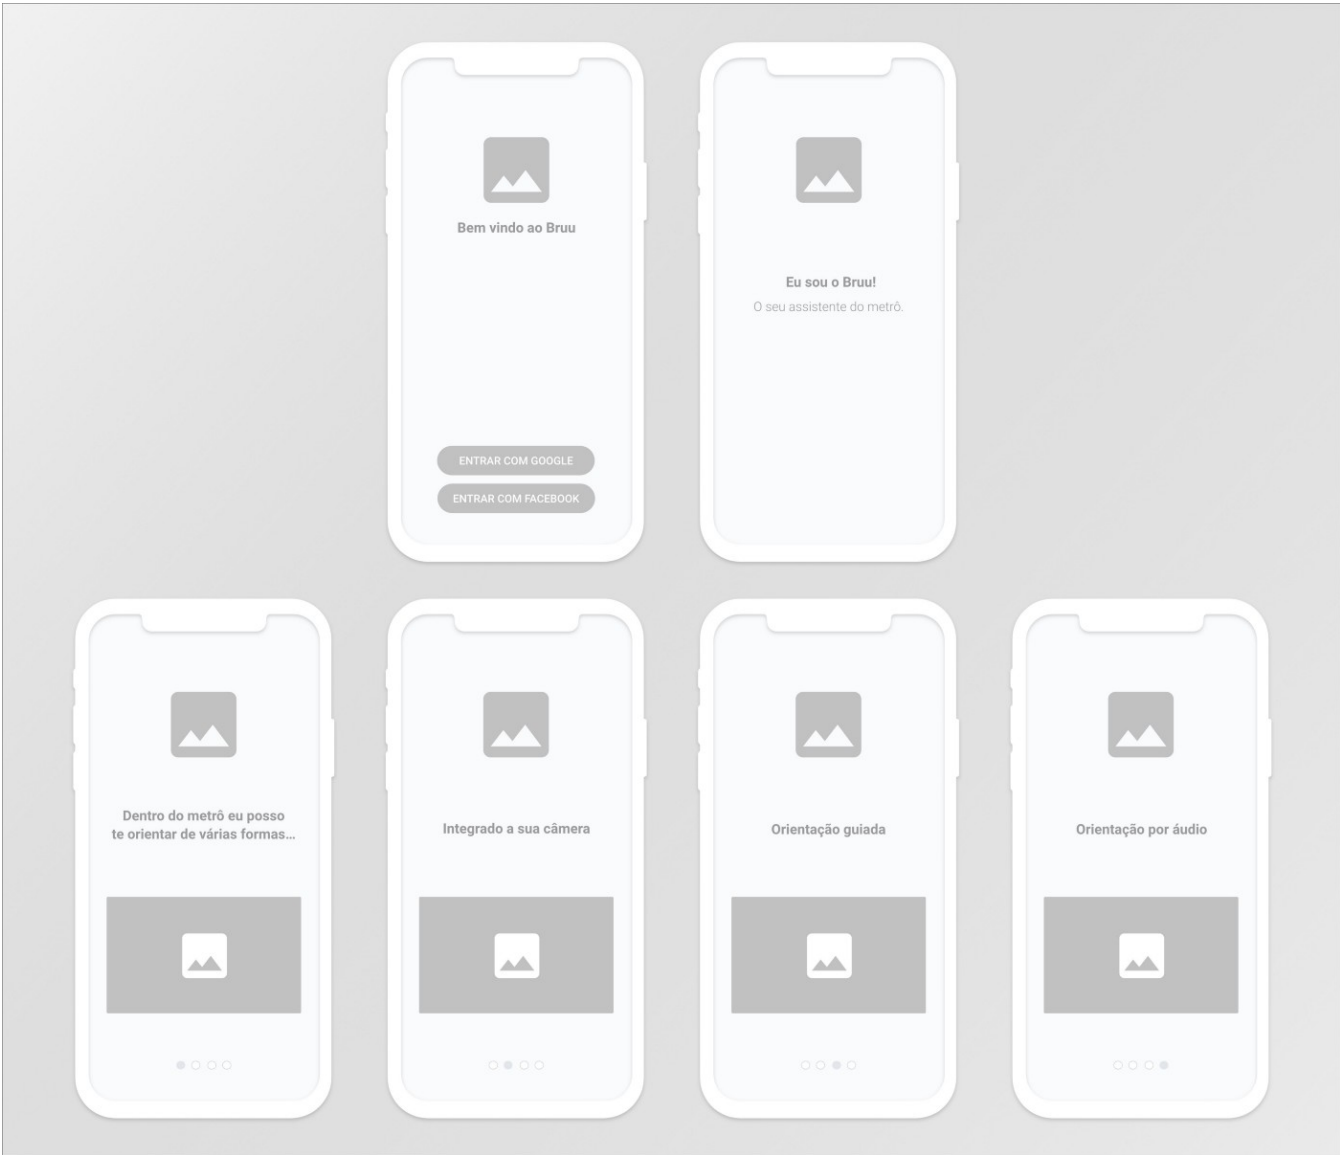 Bem vindo ao Bruu
ENTRAR COM GOOGLE
ENTRAR COM FACEBOOK
Eu sou o Bruu!
O seu assistente do metrô.
Dentro do metrô eu posso
te orientar de várias formas...
Integrado a sua câmera
Orientação guiada
Orientação por áudio